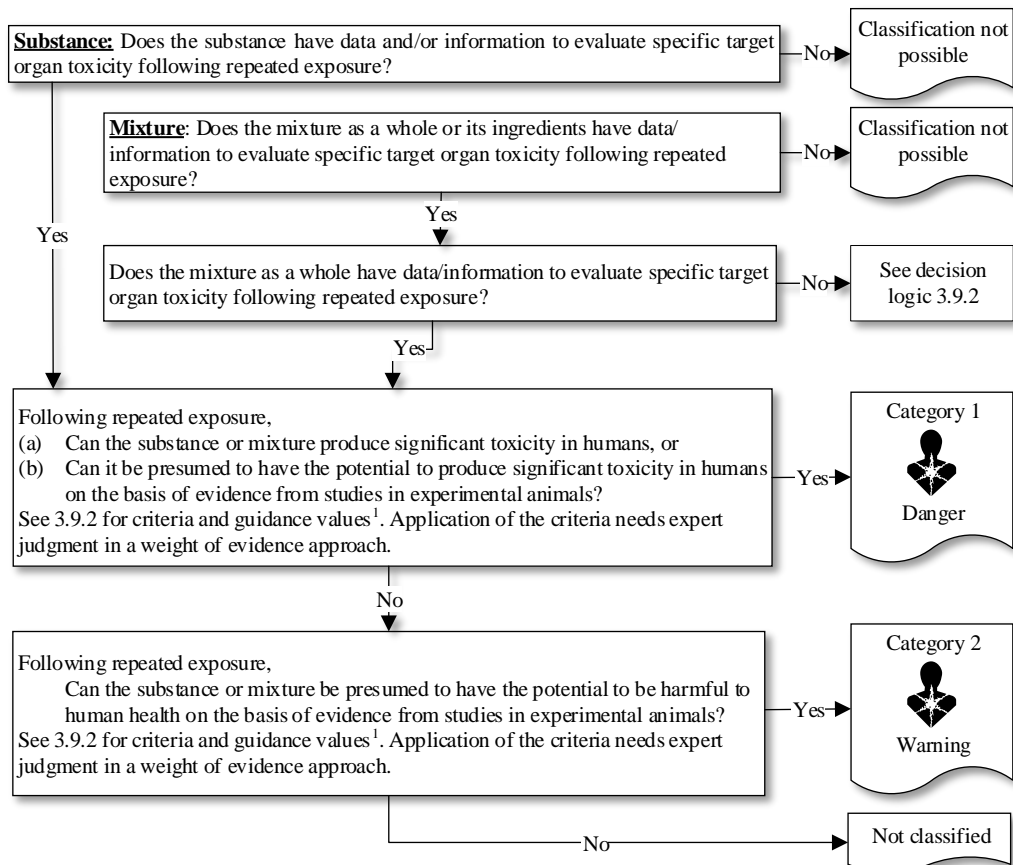 Substance: Does the substance have data and/or information to evaluate specific target
organ toxicity following repeated exposure?
No
Classification not
possible
Mixture: Does the mixture as a whole or its ingredients have data/
information to evaluate specific target organ toxicity following repeated
exposure?
No
Classification not
possible
Yes
Yes
Does the mixture as a whole have data/information to evaluate specific target
organ toxicity following repeated exposure?
No
See decision
logic 3.9.2
Yes
Following repeated exposure,
(a) Can the substance or mixture produce significant toxicity in humans, or
(b) Can it be presumed to have the potential to produce significant toxicity in humans
on the basis of evidence from studies in experimental animals?
See 3.9.2 for criteria and guidance values¹. Application of the criteria needs expert
judgment in a weight of evidence approach.
Yes
Category 1
Danger
No
Following repeated exposure,
Can the substance or mixture be presumed to have the potential to be harmful to
human health on the basis of evidence from studies in experimental animals?
See 3.9.2 for criteria and guidance values¹. Application of the criteria needs expert
judgment in a weight of evidence approach.
Yes
Category 2
Warning
No
Not classified